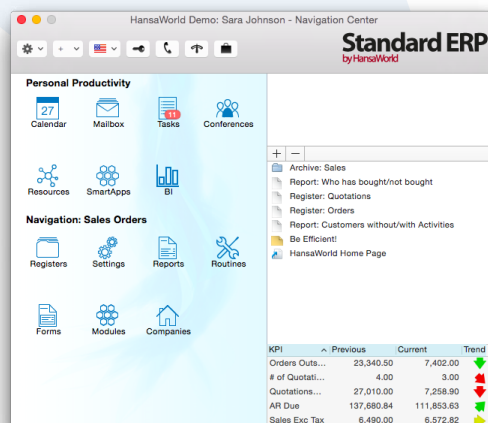 HansaWorld Demo: Sara Johnson - Navigation Center
Standard ERP
by HansaWorld
Personal Productivity
27
11
Calendar Mailbox Tasks Conferences
Resources SmartApps BI
Navigation: Sales Orders
Registers Settings Reports Routines
Forms Modules Companies
+ −
Archive: Sales
Report: Who has bought/not bought
Register: Quotations
Register: Orders
Report: Customers without/with Activities
Be Efficient!
HansaWorld Home Page
KPI Previous Current Trend
Orders Outs... 23,340.50 7,402.00
# of Quotati... 4.00 3.00
Quotations... 27,010.00 7,258.90
AR Due 137,680.84 111,853.63
Sales Exc Tax 6,490.00 6,572.82